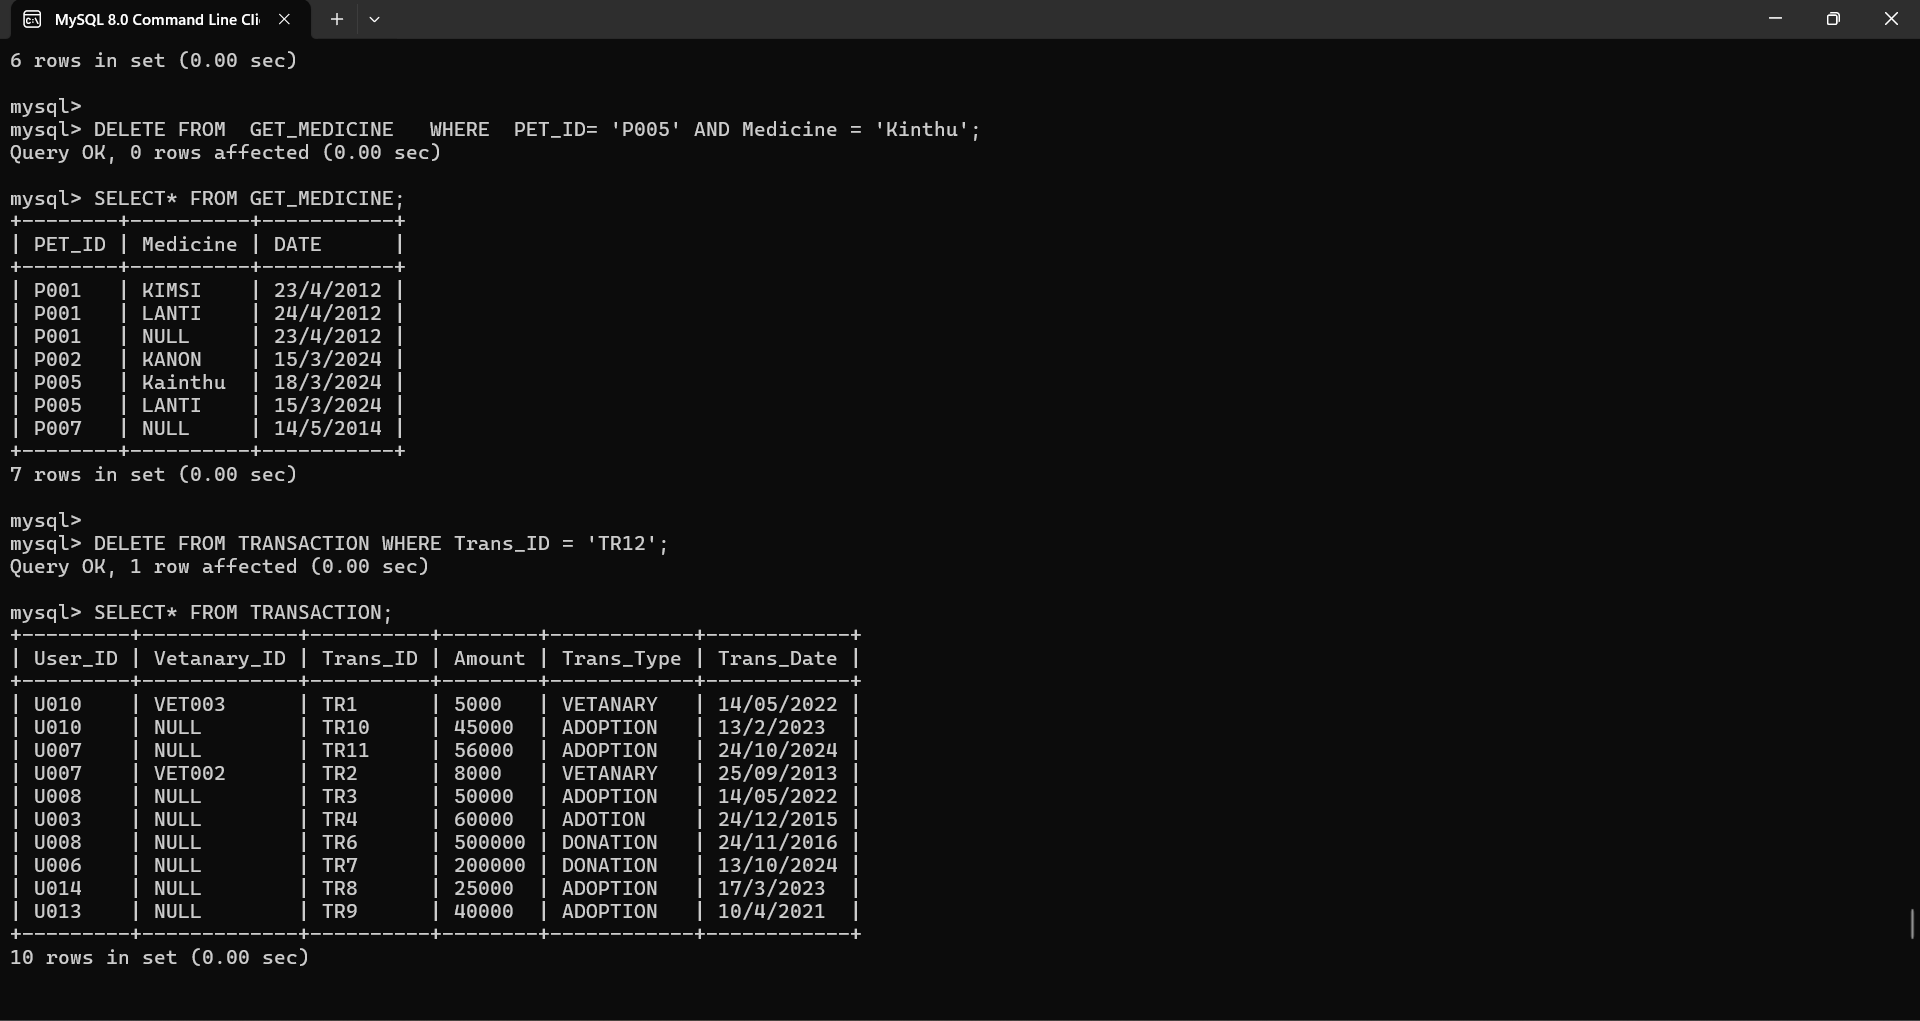 MySQL 8.0 Command Line Cli
6 rows in set (0.00 sec)
mysql>
mysql> DELETE FROM  GET_MEDICINE   WHERE  PET_ID= 'P005' AND Medicine = 'Kinthu';
Query OK, 0 rows affected (0.00 sec)
mysql> SELECT* FROM GET_MEDICINE;
+--------+----------+-----------+
| PET_ID | Medicine | DATE      |
+--------+----------+-----------+
| P001   | KIMSI    | 23/4/2012 |
| P001   | LANTI    | 24/4/2012 |
| P001   | NULL     | 23/4/2012 |
| P002   | KANON    | 15/3/2024 |
| P005   | Kainthu  | 18/3/2024 |
| P005   | LANTI    | 15/3/2024 |
| P007   | NULL     | 14/5/2014 |
+--------+----------+-----------+
7 rows in set (0.00 sec)
mysql>
mysql> DELETE FROM TRANSACTION WHERE Trans_ID = 'TR12';
Query OK, 1 row affected (0.00 sec)
mysql> SELECT* FROM TRANSACTION;
+---------+-------------+----------+--------+------------+------------+
| User_ID | Vetanary_ID | Trans_ID | Amount | Trans_Type | Trans_Date |
+---------+-------------+----------+--------+------------+------------+
| U010    | VET003      | TR1      | 5000   | VETANARY   | 14/05/2022 |
| U010    | NULL        | TR10     | 45000  | ADOPTION   | 13/2/2023  |
| U007    | NULL        | TR11     | 56000  | ADOPTION   | 24/10/2024 |
| U007    | VET002      | TR2      | 8000   | VETANARY   | 25/09/2013 |
| U008    | NULL        | TR3      | 50000  | ADOPTION   | 14/05/2022 |
| U003    | NULL        | TR4      | 60000  | ADOTION    | 24/12/2015 |
| U008    | NULL        | TR6      | 500000 | DONATION   | 24/11/2016 |
| U006    | NULL        | TR7      | 200000 | DONATION   | 13/10/2024 |
| U014    | NULL        | TR8      | 25000  | ADOPTION   | 17/3/2023  |
| U013    | NULL        | TR9      | 40000  | ADOPTION   | 10/4/2021  |
+---------+-------------+----------+--------+------------+------------+
10 rows in set (0.00 sec)